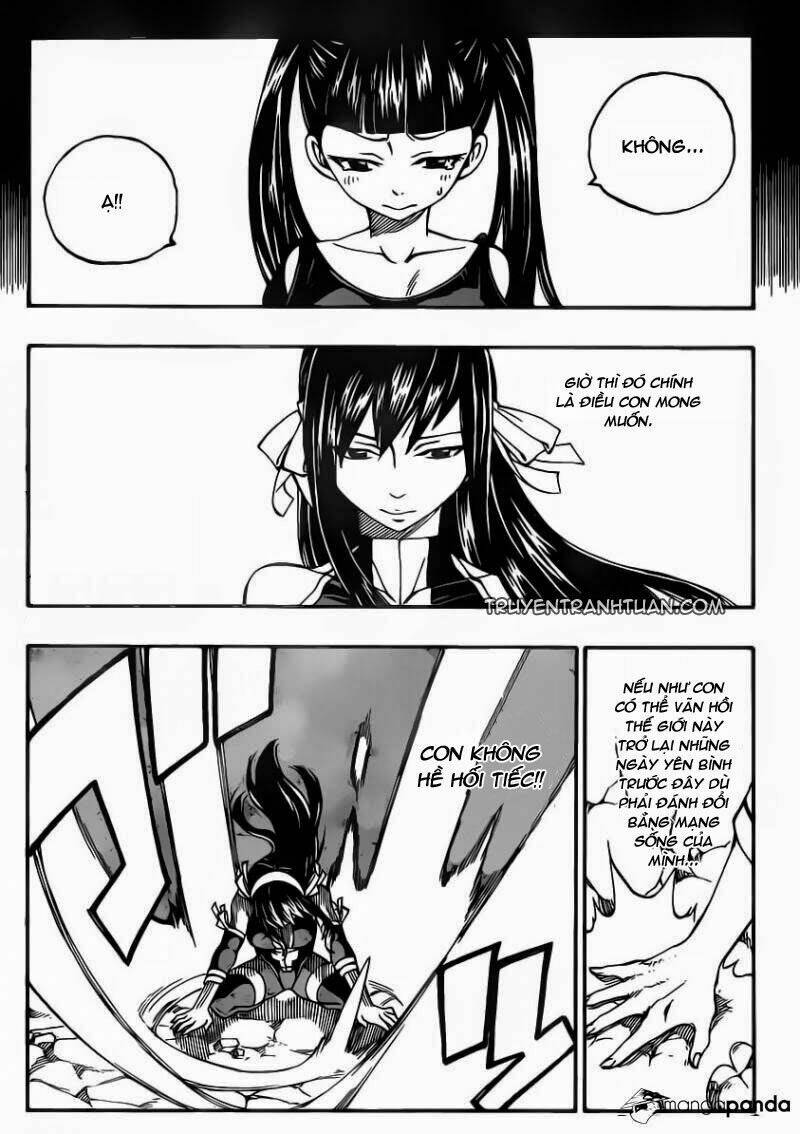 KHÔNG...
Ạ!!
GIỜ THÌ ĐÓ CHÍNH
LÀ ĐIỀU CON MONG
MUỐN.
TRUYENTRANHTUAN.COM
NẾU NHƯ CON
CÓ THỂ VÃN HỒI
THẾ GIỚI NÀY
TRỞ LẠI NHỮNG
NGÀY YÊN BÌNH
TRƯỚC ĐÂY DÙ
PHẢI ĐÁNH ĐỔI
BẰNG MẠNG
SỐNG CỦA
MÌNH...
CON KHÔNG
HỀ HỐI TIẾC!!
mangapanda